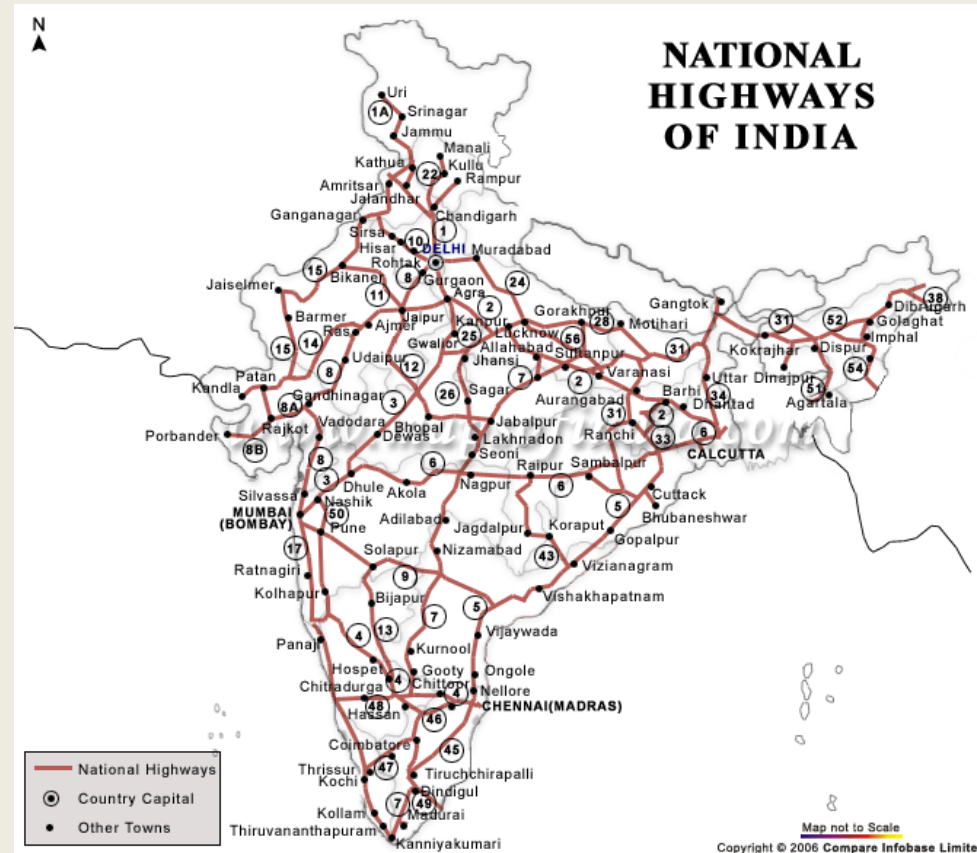 N
NATIONAL
HIGHWAYS
OF INDIA
Uri
1A
Srinagar
Jammu
Manali
Kathua
Kullu
22
Rampur
Amritsar
Jalandhar
Ganganagar
Chandigarh
1
Sirsa
10
DELHI
Muradabad
Hisar
Rohtak
15
Bikaner
8
Gurgaon
24
Jaiselmer
11
Agra
2
Gangtok
38
Dibrugarh
Barmer
Jaipur
Kanpur
Gorakhpur
28
Motihari
31
52
Golaghat
14
Ras
Ajmer
Gwalior
25
Lucknow
56
Kokrajhar
Dispur
Imphal
15
Allahabad
Sultanpur
31
Udaipur
12
Jhansi
7
2
Varanasi
Uttar
Dinajpur
54
8
Patan
Kandla
Sagar
Aurangabad
Barhi
34
51
Gandhinagar
3
26
Dhanbad
Agartala
8A
Rajkot
Vadodara
Bhopal
Jabalpur
31
2
Porbander
Dewas
Lakhnadon
Ranchi
33
6
8B
CALCUTTA
Seoni
8
6
Raipur
Sambalpur
3
Nagpur
6
Silvassa
Dhule
Akola
Cuttack
Nashik
5
MUMBAI
(BOMBAY)
50
Adilabad
Bhubaneshwar
Pune
Jagdalpur
Koraput
Gopalpur
17
Solapur
Nizamabad
43
Vizianagram
Ratnagiri
9
Kolhapur
Bijapur
5
Vishakhapatnam
7
4
13
Vijaywada
Panaji
Kurnool
Hospet
Gooty
Ongole
4
Chittoor
4
Nellore
Chitradurga
48
Hassan
CHENNAI(MADRAS)
46
Coimbatore
45
47
Thrissur
Tiruchchirapalli
Kochi
Dindigul
7
49
Kollam
Madurai
Thiruvananthapuram
Kanniyakumari
National Highways
Country Capital
Other Towns
Map not to Scale
Copyright © 2006 Compare Infobase Limite